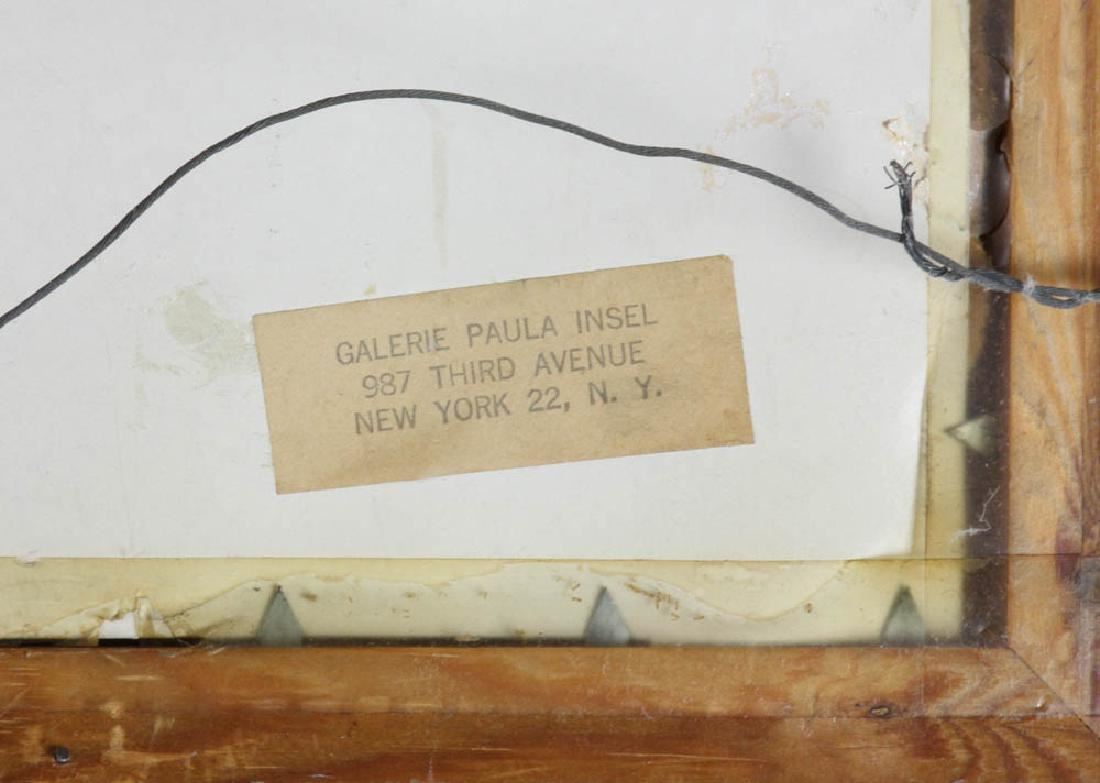 GALERIE PAULA INSEL
987 THIRD AVENUE
NEW YORK 22, N. Y.